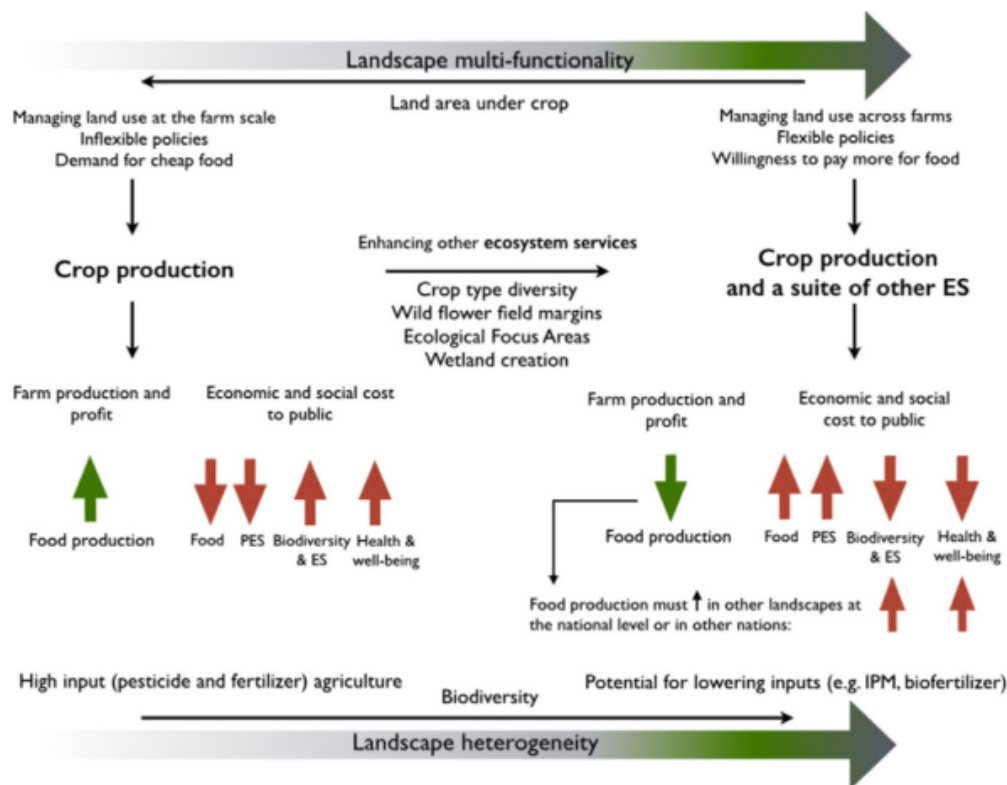 Landscape multi-functionality
Land area under crop
Managing land use at the farm scale
Inflexible policies
Demand for cheap food
Managing land use across farms
Flexible policies
Willingness to pay more for food
Crop production
Enhancing other ecosystem services
Crop type diversity
Wild flower field margins
Ecological Focus Areas
Wetland creation
Crop production
and a suite of other ES
Farm production and
profit
Economic and social cost
to public
Food production
Food
PES
Biodiversity
& ES
Health &
well-being
Farm production and
profit
Economic and social
cost to public
Food production
Food
PES
Biodiversity
& ES
Health &
well-being
Food production must ↑ in other landscapes at
the national level or in other nations:
High input (pesticide and fertilizer) agriculture
Biodiversity
Potential for lowering inputs (e.g. IPM, biofertilizer)
Landscape heterogeneity